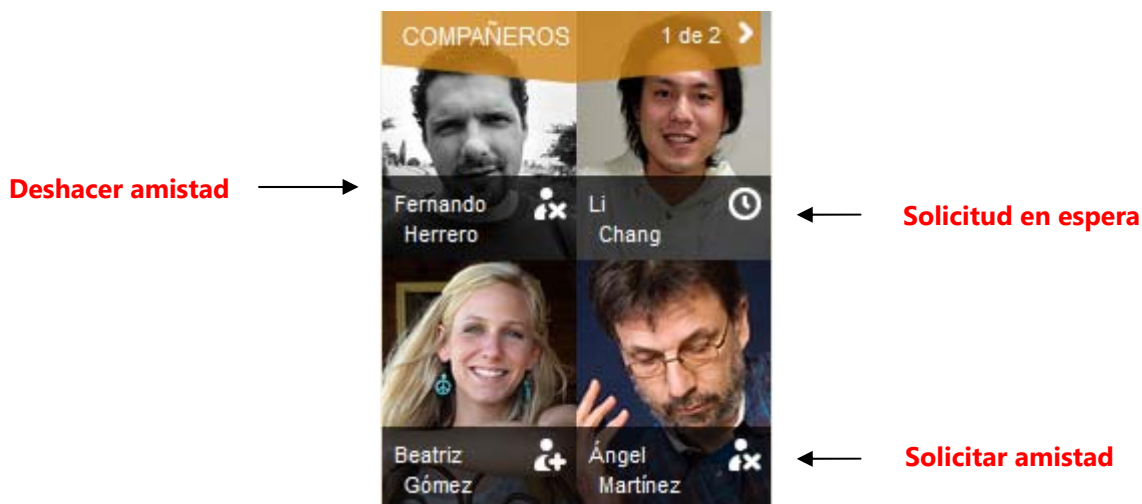 COMPAÑEROS 1 de 2
Deshacer amistad
Fernando
Herrero
Li
Chang
Solicitud en espera
Beatriz
Gómez
Ángel
Martínez
Solicitar amistad